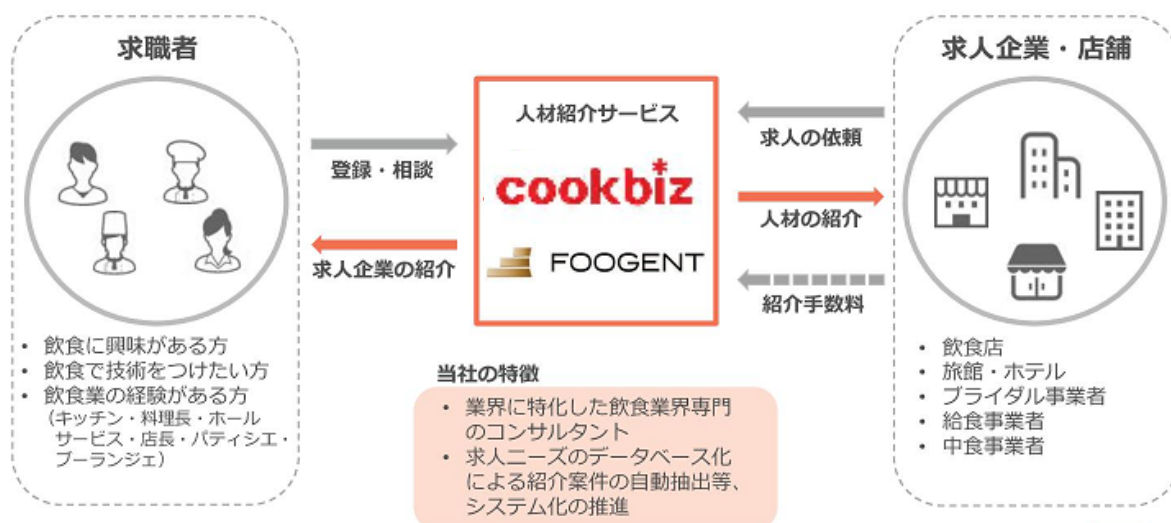 求職者
• 飲食に興味がある方
• 飲食で技術をつけたい方
• 飲食業の経験がある方
（キッチン・料理長・ホール
サービス・店長・パティシエ・
ブーランジェ）
登録・相談
求人企業の紹介
人材紹介サービス
cookbiz
FOOGENT
当社の特徴
• 業界に特化した飲食業界専門
のコンサルタント
• 求人ニーズのデータベース化
による紹介案件の自動抽出等、
システム化の推進
求人の依頼
人材の紹介
紹介手数料
求人企業・店舗
• 飲食店
• 旅館・ホテル
• ブライダル事業者
• 給食事業者
• 中食事業者